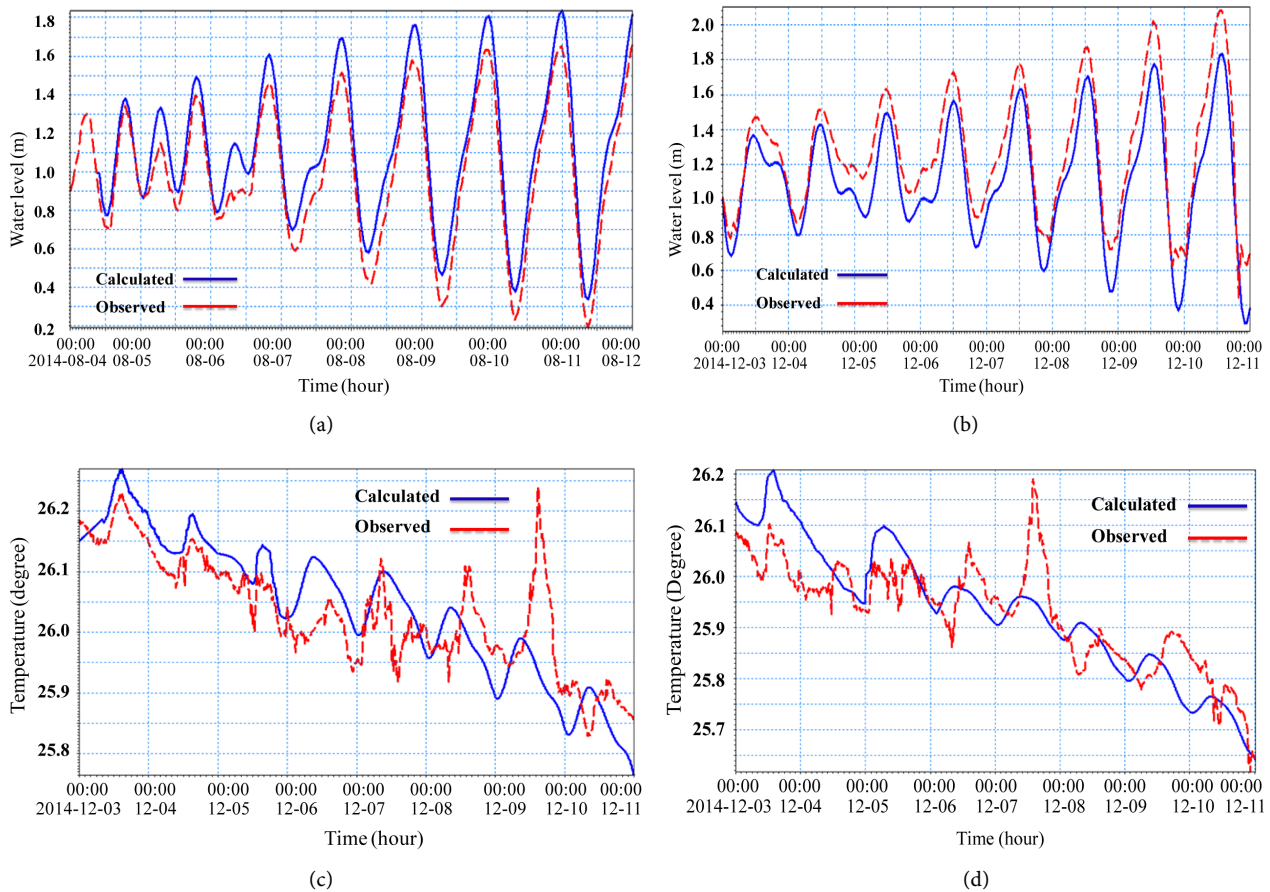 1.8
1.6
1.4
1.2
1.0
0.8
0.6
0.4
0.2
Water level (m)
Calculated
Observed
00:00 00:00 00:00 00:00 00:00 00:00 00:00 00:00 00:00
2014-08-04 08-05 08-06 08-07 08-08 08-09 08-10 08-11 08-12
Time (hour)
(a)
2.0
1.8
1.6
1.4
1.2
1.0
0.8
0.6
0.4
Water level (m)
Calculated
Observed
00:00 00:00 00:00 00:00 00:00 00:00 00:00 00:00 00:00
2014-12-03 12-04 12-05 12-06 12-07 12-08 12-09 12-10 12-11
Time (hour)
(b)
26.2
26.1
26.0
25.9
25.8
Temperature (degree)
Calculated
Observed
00:00 00:00 00:00 00:00 00:00 00:00 00:00 00:00 00:00
2014-12-03 12-04 12-05 12-06 12-07 12-08 12-09 12-10 12-11
Time (hour)
(c)
26.2
26.1
26.0
25.9
25.8
25.7
Temperature (Degree)
Calculated
Observed
00:00 00:00 00:00 00:00 00:00 00:00 00:00 00:00 00:00
2014-12-03 12-04 12-05 12-06 12-07 12-08 12-09 12-10 12-11
Time (hour)
(d)